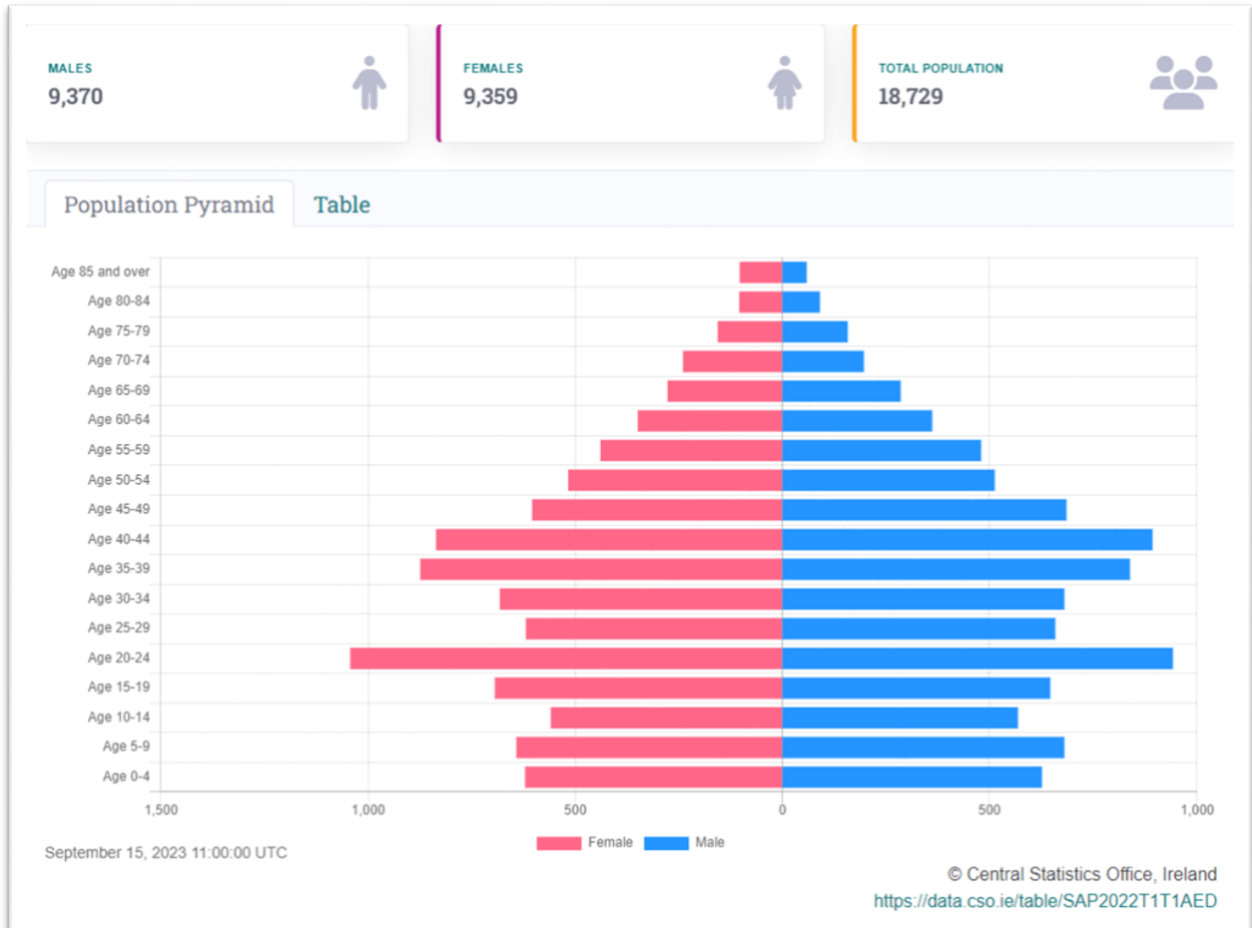 MALES
9,370
FEMALES
9,359
TOTAL POPULATION
18,729
Population Pyramid
Table
Age 85 and over
Age 80-84
Age 75-79
Age 70-74
Age 65-69
Age 60-64
Age 55-59
Age 50-54
Age 45-49
Age 40-44
Age 35-39
Age 30-34
Age 25-29
Age 20-24
Age 15-19
Age 10-14
Age 5-9
Age 0-4
1,500 1,000 500 0 500 1,000
Female Male
September 15, 2023 11:00:00 UTC
© Central Statistics Office, Ireland
https://data.cso.ie/table/SAP2022T1T1AED